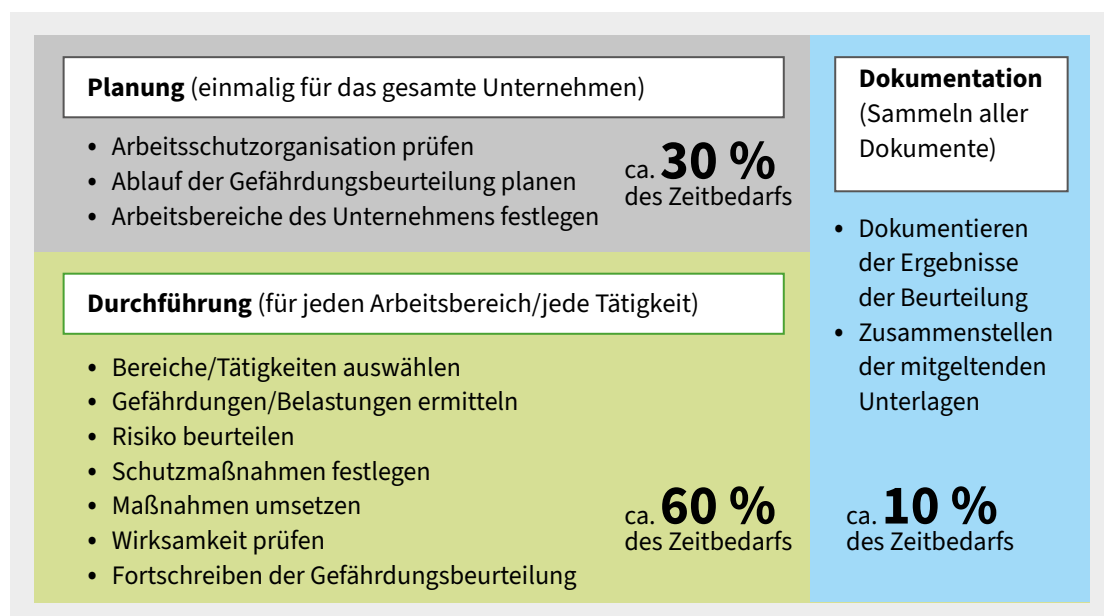 Planung (einmalig für das gesamte Unternehmen)
• Arbeitsschutzorganisation prüfen
• Ablauf der Gefährdungsbeurteilung planen
• Arbeitsbereiche des Unternehmens festlegen
ca. 30 %
des Zeitbedarfs
Durchführung (für jeden Arbeitsbereich/jede Tätigkeit)
• Bereiche/Tätigkeiten auswählen
• Gefährdungen/Belastungen ermitteln
• Risiko beurteilen
• Schutzmaßnahmen festlegen
• Maßnahmen umsetzen
• Wirksamkeit prüfen
• Fortschreiben der Gefährdungsbeurteilung
ca. 60 %
des Zeitbedarfs
Dokumentation
(Sammeln aller
Dokumente)
• Dokumentieren
der Ergebnisse
der Beurteilung
• Zusammenstellen
der mitgeltenden
Unterlagen
ca. 10 %
des Zeitbedarfs